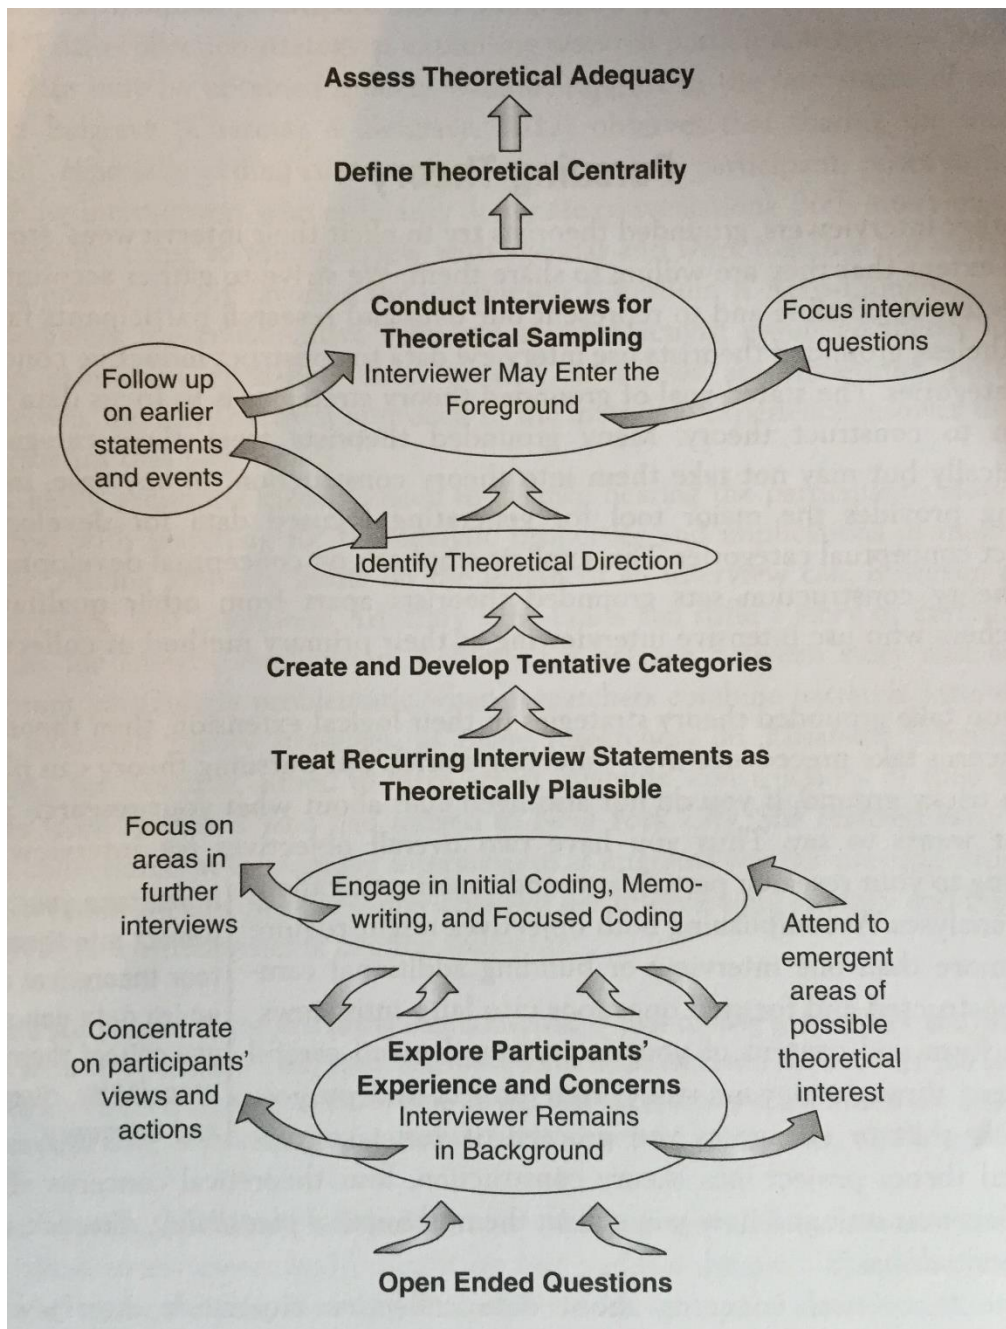 Assess Theoretical Adequacy
Define Theoretical Centrality
Conduct Interviews for
Theoretical Sampling
Interviewer May Enter the
Foreground
Focus interview
questions
Follow up
on earlier
statements
and events
Identify Theoretical Direction
Create and Develop Tentative Categories
Treat Recurring Interview Statements as
Theoretically Plausible
Focus on
areas in
further
interviews
Engage in Initial Coding, Memo-
writing, and Focused Coding
Attend to
emergent
areas of
possible
theoretical
interest
Concentrate
on participants'
views and
actions
Explore Participants'
Experience and Concerns
Interviewer Remains
in Background
Open Ended Questions